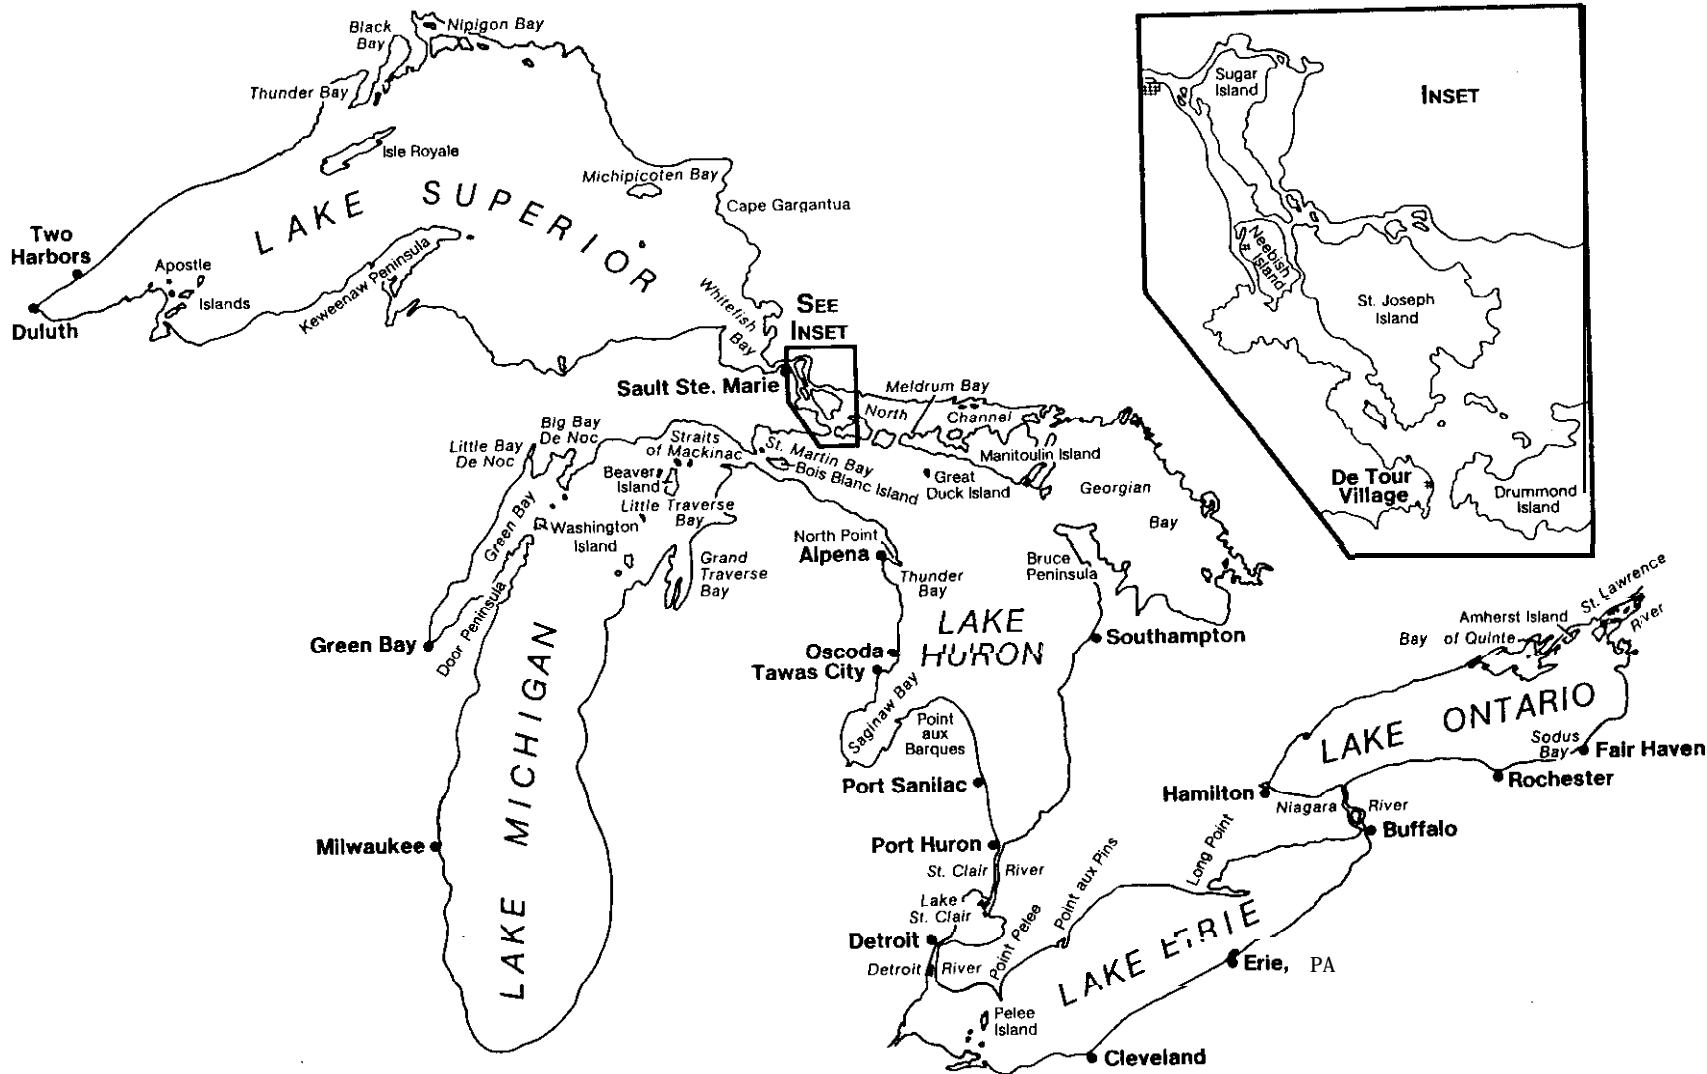 Black
Bay
Nipigon Bay
Thunder Bay
Isle Royale
Michipicoten Bay
Cape Gargantua
LAKE SUPERIOR
Two
Harbors
Duluth
Apostle
Islands
Keweenaw Peninsula
Whitefish
Bay
SEE
INSET
Sault Ste. Marie
Meldrum Bay
North
Channel
Big Bay
De Noc
Little Bay
De Noc
Straits
of Mackinac
St. Martin Bay
Bois Blanc Island
Manitoulin Island
Great
Duck Island
Georgian
Bay
Beaver
Island
Little Traverse
Bay
Green Bay
Washington
Island
Grand
Traverse
Bay
North Point
Alpena
Thunder
Bay
Bruce
Peninsula
Door Peninsula
Green Bay
LAKE
HURON
Southampton
Oscoda
Tawas City
Saginaw Bay
Point
aux
Barques
LAKE MICHIGAN
Port Sanilac
Milwaukee
Port Huron
St. Clair River
Lake
St. Clair
Detroit
Detroit River
Point Pelee
Point aux Pins
Long Point
Pelee
Island
LAKE ERIE
Erie, PA
Cleveland
Hamilton
Niagara River
Buffalo
LAKE ONTARIO
Rochester
Sodus
Bay
Fair Haven
Amherst Island
Bay of Quinte
St. Lawrence
River
INSET
Sugar
Island
Neebish
Island
St. Joseph
Island
De Tour
Village
Drummond
Island